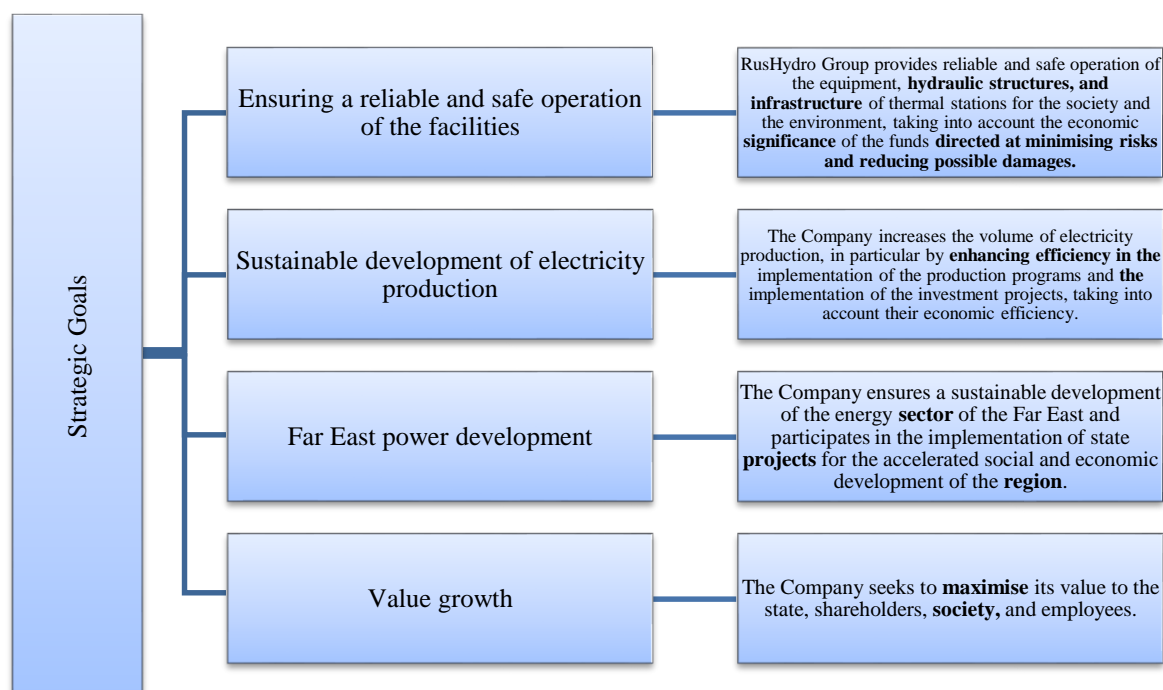 Strategic Goals
Ensuring a reliable and safe operation
of the facilities
RusHydro Group provides reliable and safe operation of
the equipment, hydraulic structures, and
infrastructure of thermal stations for the society and
the environment, taking into account the economic
significance of the funds directed at minimising risks
and reducing possible damages.
Sustainable development of electricity
production
The Company increases the volume of electricity
production, in particular by enhancing efficiency in the
implementation of the production programs and the
implementation of the investment projects, taking into
account their economic efficiency.
Far East power development
The Company ensures a sustainable development
of the energy sector of the Far East and
participates in the implementation of state
projects for the accelerated social and economic
development of the region.
Value growth
The Company seeks to maximise its value to the
state, shareholders, society, and employees.